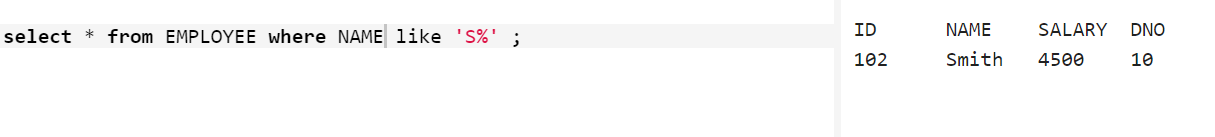 select * from EMPLOYEE where NAME like 'S%' ;
ID NAME SALARY DNO
102 Smith 4500 10